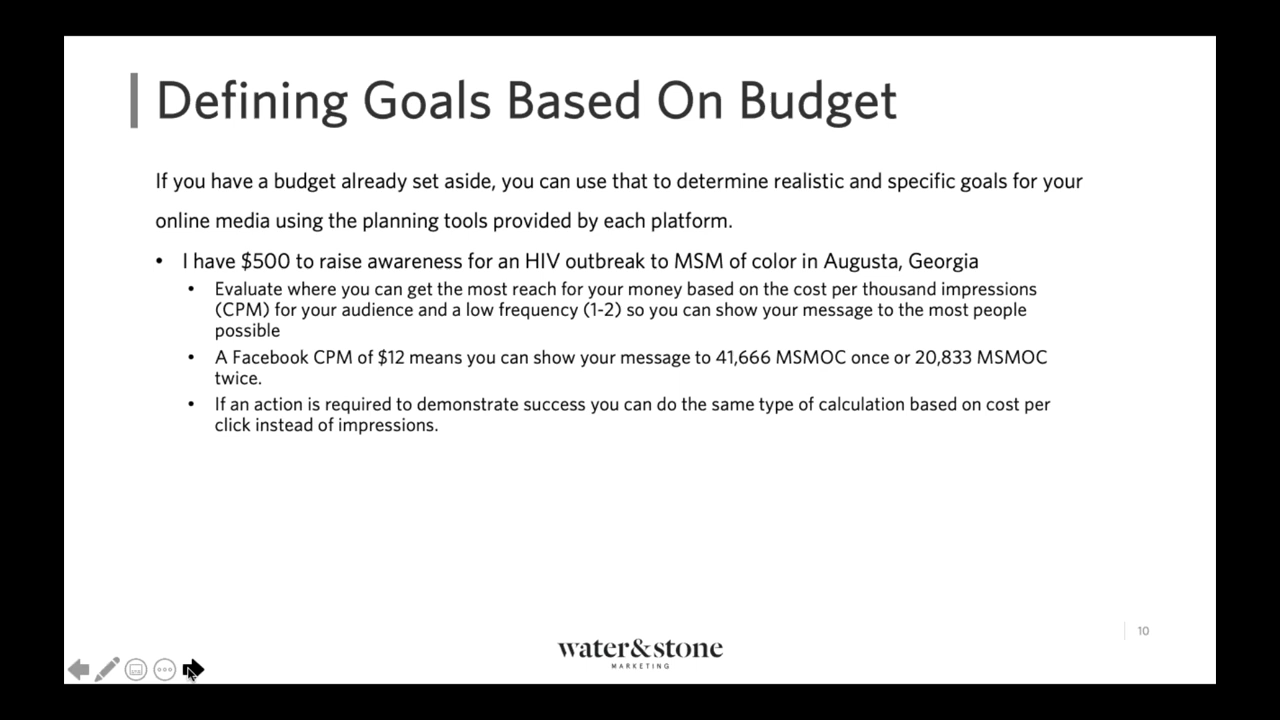 Defining Goals Based On Budget
If you have a budget already set aside, you can use that to determine realistic and specific goals for your
online media using the planning tools provided by each platform.
• I have $500 to raise awareness for an HIV outbreak to MSM of color in Augusta, Georgia
• Evaluate where you can get the most reach for your money based on the cost per thousand impressions
(CPM) for your audience and a low frequency (1-2) so you can show your message to the most people
possible
• A Facebook CPM of $12 means you can show your message to 41,666 MSMOC once or 20,833 MSMOC
twice.
• If an action is required to demonstrate success you can do the same type of calculation based on cost per
click instead of impressions.
10
water&stone
MARKETING